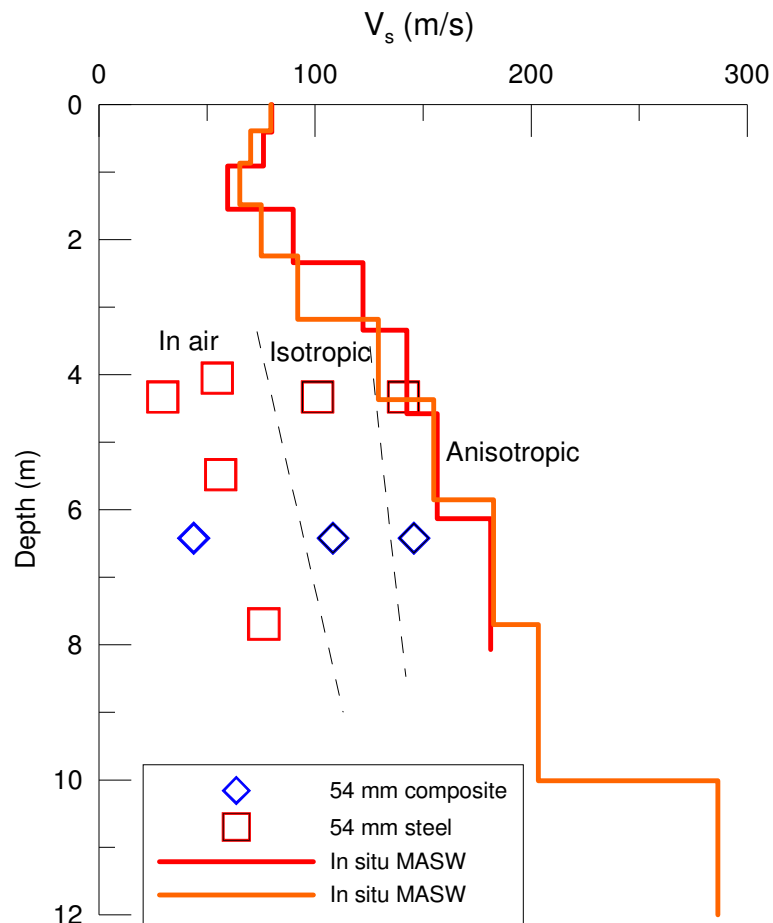 V_s (m/s)
0 100 200 300
0
2
In air
Isotropic
4
Anisotropic
Depth (m)
6
8
10
54 mm composite
54 mm steel
In situ MASW
In situ MASW
12